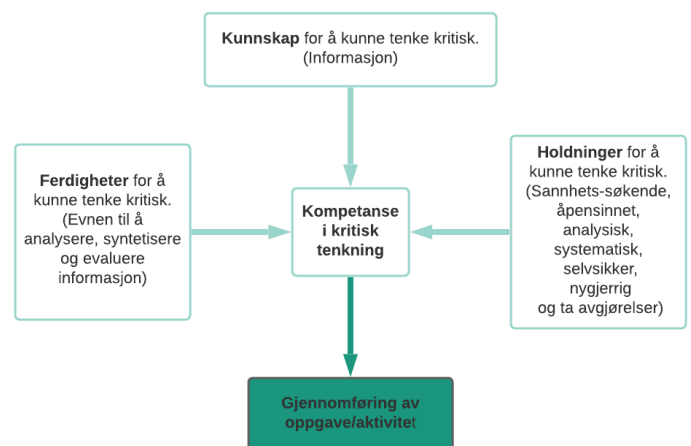 Kunnskap for å kunne tenke kritisk.
(Informasjon)
Ferdigheter for å
kunne tenke kritisk.
(Evnen til å
analysere, syntetisere
og evaluere
informasjon)
Kompetanse
i kritisk
tenkning
Holdninger for å
kunne tenke kritisk.
(Sannhets-søkende,
åpensinnet,
analysisk,
systematisk,
selvsikker,
nygjerrig
og ta avgjørelser)
Gjennomføring av
oppgave/aktivitet